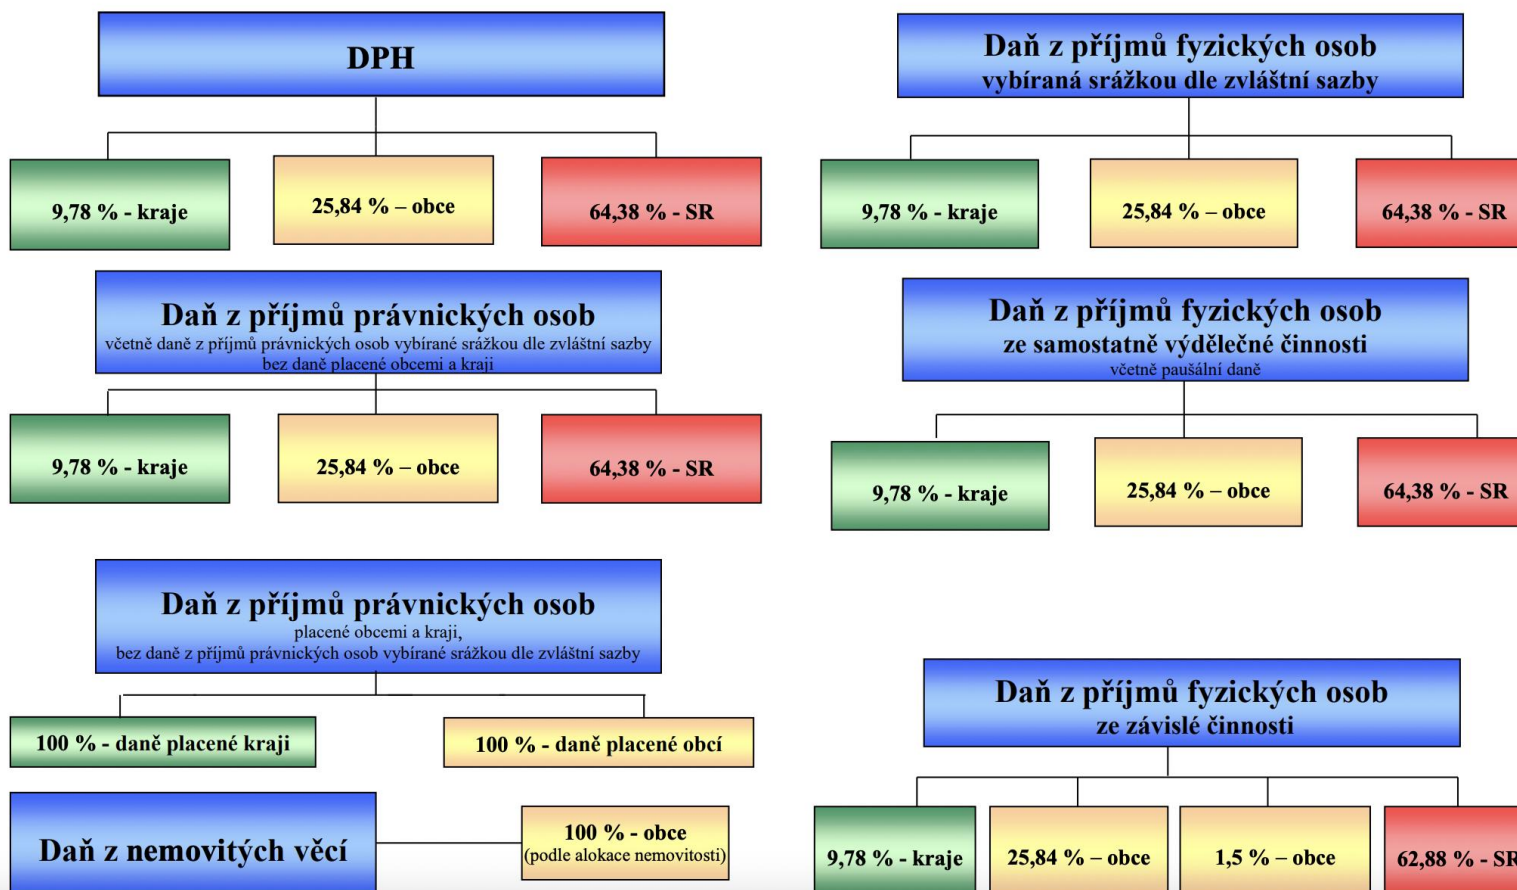 DPH
9,78 % - kraje
25,84 % – obce
64,38 % - SR
Daň z příjmů právnických osob
včetně daně z příjmů právnických osob vybírané srážkou dle zvláštní sazby
bez daně placené obcemi a kraji
9,78 % - kraje
25,84 % – obce
64,38 % - SR
Daň z příjmů právnických osob
placené obcemi a kraji,
bez daně z příjmů právnických osob vybírané srážkou dle zvláštní sazby
100 % - daně placené kraji
100 % - daně placené obcí
Daň z nemovitých věcí
100 % - obce
(podle alokace nemovitosti)
Daň z příjmů fyzických osob
vybíraná srážkou dle zvláštní sazby
9,78 % - kraje
25,84 % – obce
64,38 % - SR
Daň z příjmů fyzických osob
ze samostatně výdělečné činnosti
včetně paušální daně
9,78 % - kraje
25,84 % – obce
64,38 % - SR
Daň z příjmů fyzických osob
ze závislé činnosti
9,78 % - kraje
25,84 % – obce
1,5 % – obce
62,88 % - SR